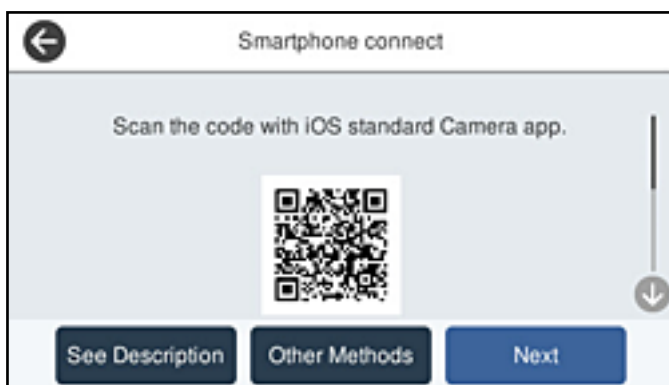 Smartphone connect
Scan the code with iOS standard Camera app.
See Description
Other Methods
Next